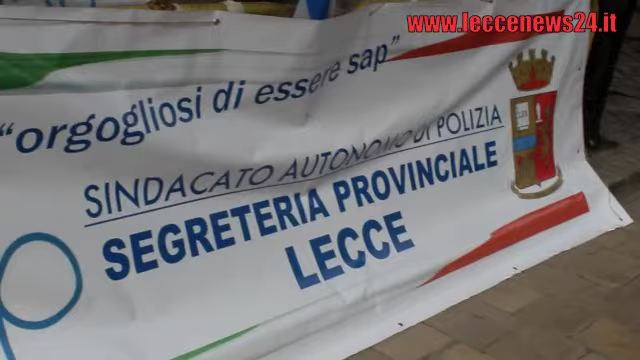 www.leccenews24.it
"orgogliosi di essere sap"
SINDACATO AUTONOMO DI POLIZIA
SEGRETERIA PROVINCIALE
LECCE